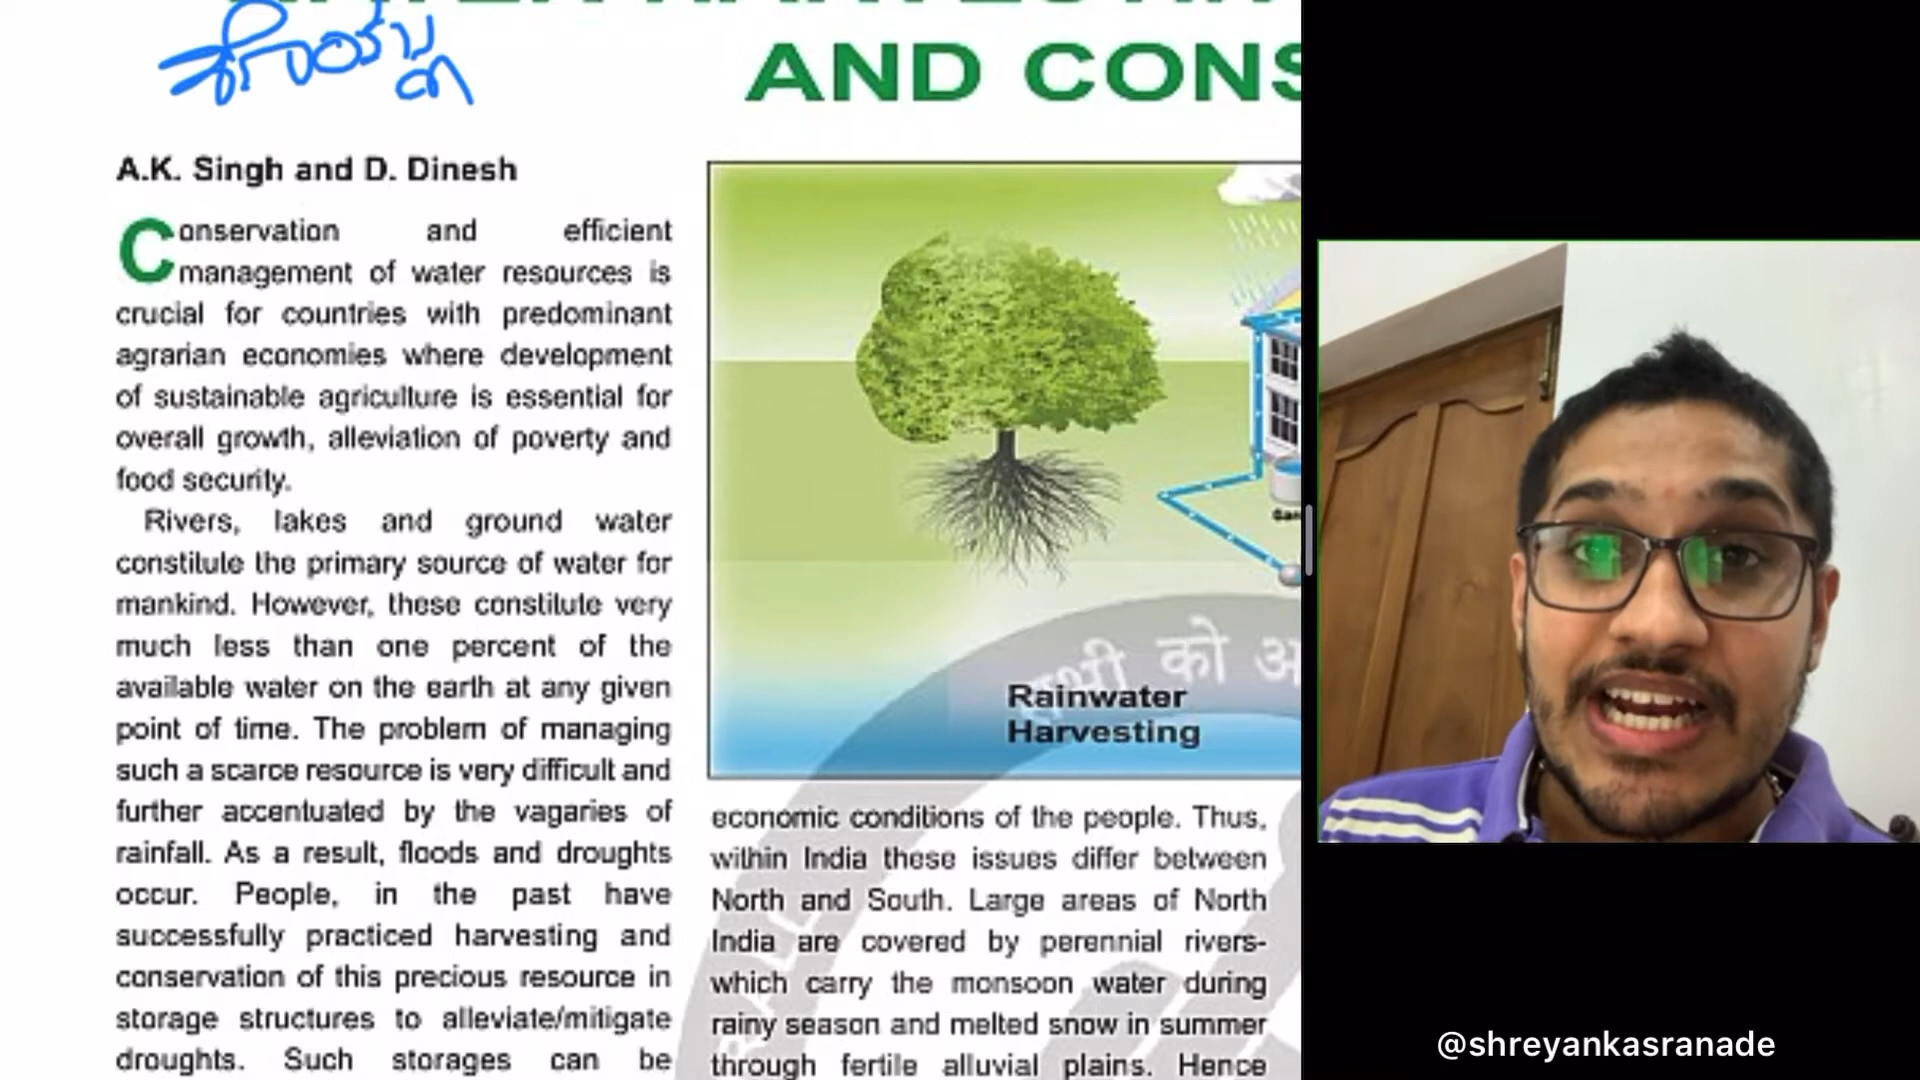 AND CONS
A.K. Singh and D. Dinesh
Conservation and efficient
management of water resources is
crucial for countries with predominant
agrarian economies where development
of sustainable agriculture is essential for
overall growth, alleviation of poverty and
food security.
Rivers, lakes and ground water
constitute the primary source of water for
mankind. However, these constitute very
much less than one percent of the
available water on the earth at any given
point of time. The problem of managing
such a scarce resource is very difficult and
further accentuated by the vagaries of
rainfall. As a result, floods and droughts
occur. People, in the past have
successfully practiced harvesting and
conservation of this precious resource in
storage structures to alleviate/mitigate
droughts. Such storages can be
Rainwater
Harvesting
को अ
economic conditions of the people. Thus,
within India these issues differ between
North and South. Large areas of North
India are covered by perennial rivers-
which carry the monsoon water during
rainy season and melted snow in summer
through fertile alluvial plains. Hence
@shreyankasranade